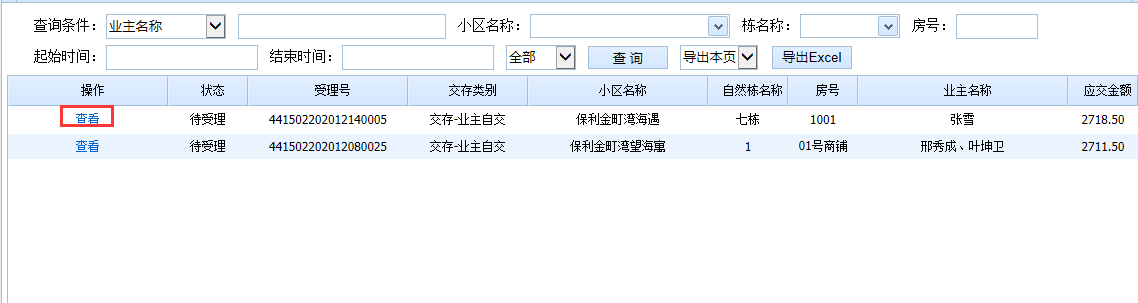 查询条件： 业主名称 小区名称： 栋名称： 房号：
起始时间： 结束时间： 全部 查 询 导出本页 导出Excel
操作 状态 受理号 交存类别 小区名称 自然栋名称 房号 业主名称 应交金额
查看 待受理 441502202012140005 交存-业主自交 保利金町湾海遇 七栋 1001 张雪 2718.50
查看 待受理 441502202012080025 交存-业主自交 保利金町湾望海寓 1 01号商铺 邢秀成、叶坤卫 2711.50